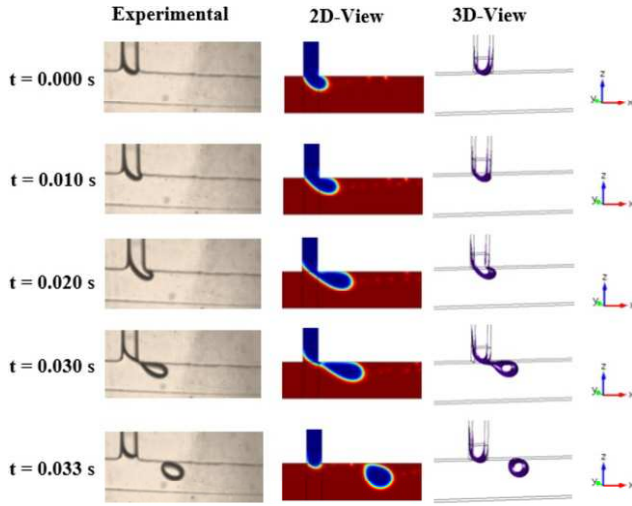 Experimental 2D-View 3D-View
t = 0.000 s
z
y x
t = 0.010 s
z
y x
t = 0.020 s
z
y x
t = 0.030 s
z
y x
t = 0.033 s
z
y x